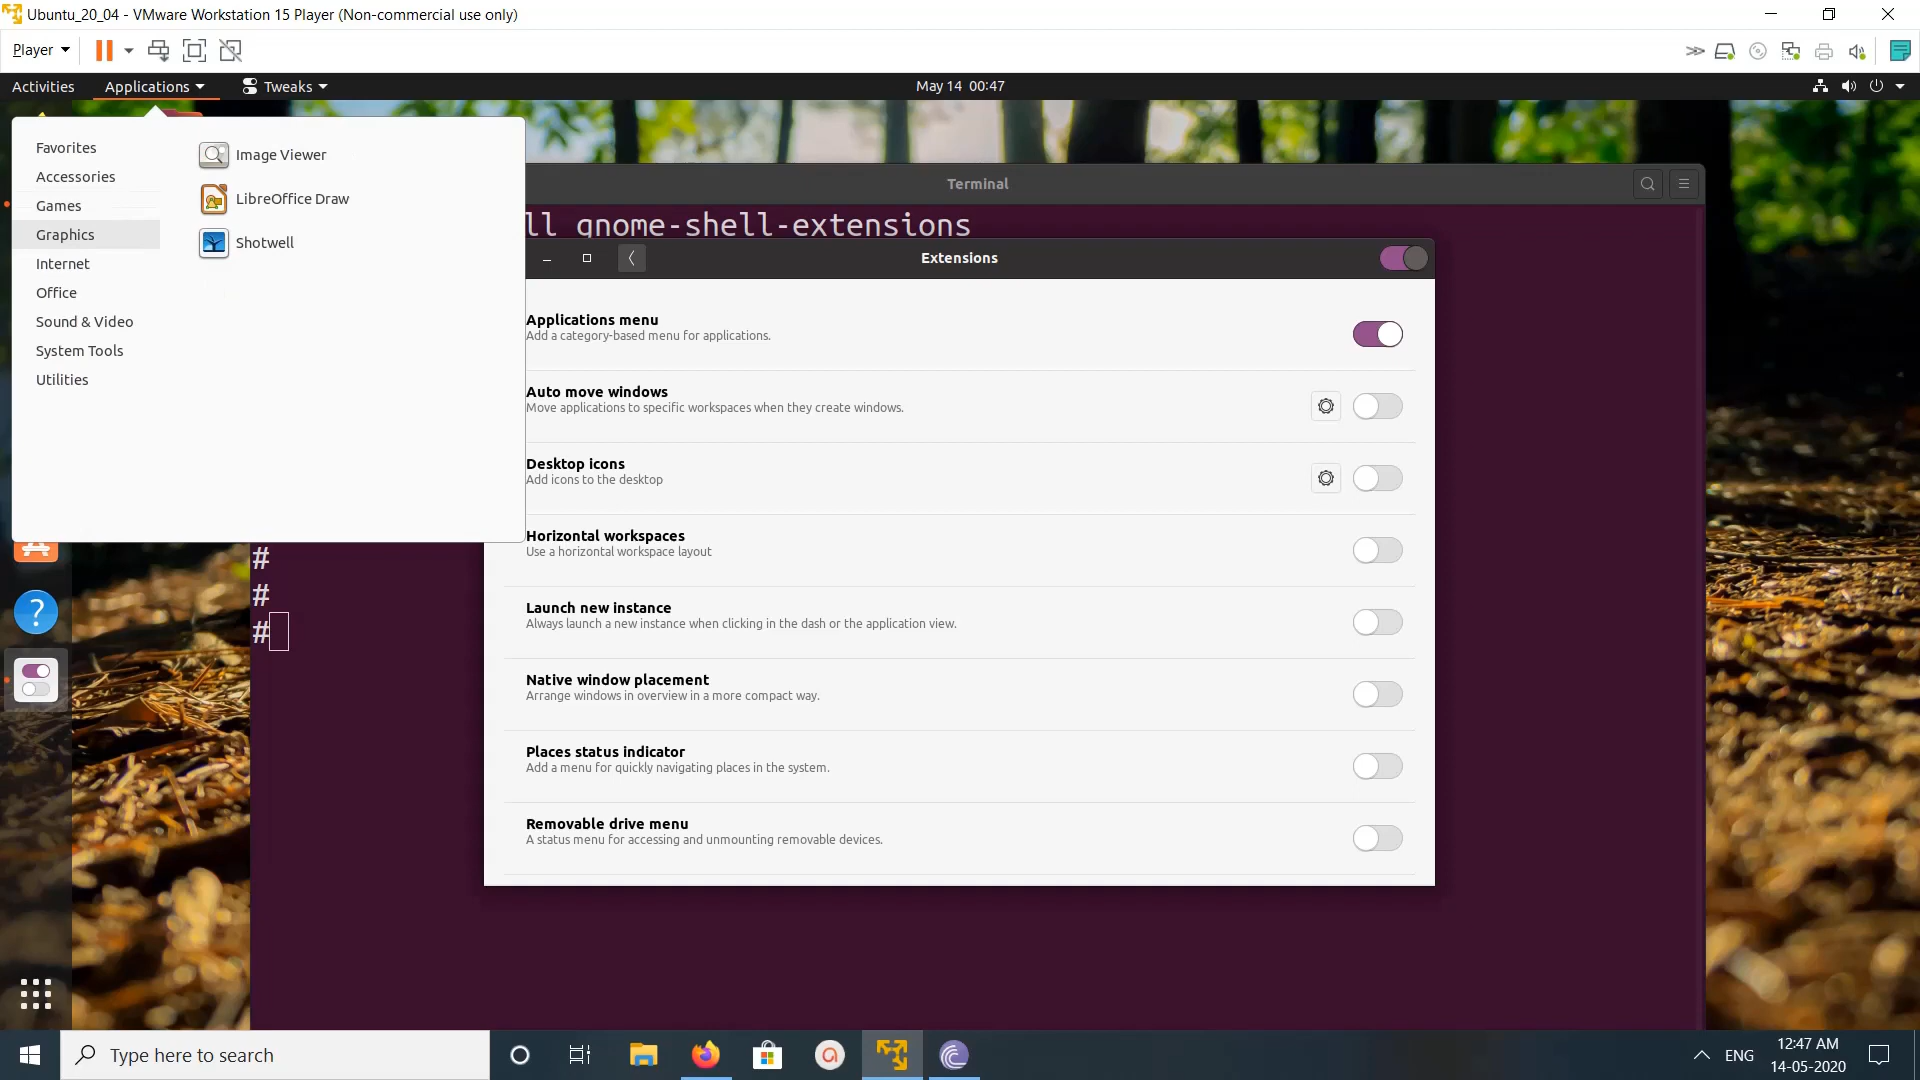 Ubuntu_20_04 - VMware Workstation 15 Player (Non-commercial use only)
Player
Activities
Applications
Tweaks
May 14 00:47
Favorites
Accessories
Games
Graphics
Internet
Office
Sound & Video
System Tools
Utilities
Image Viewer
LibreOffice Draw
Shotwell
Terminal
ll gnome-shell-extensions
Extensions
Applications menu
Add a category-based menu for applications.
Auto move windows
Move applications to specific workspaces when they create windows.
Desktop icons
Add icons to the desktop
Horizontal workspaces
Use a horizontal workspace layout
Launch new instance
Always launch a new instance when clicking in the dash or the application view.
Native window placement
Arrange windows in overview in a more compact way.
Places status indicator
Add a menu for quickly navigating places in the system.
Removable drive menu
A status menu for accessing and unmounting removable devices.
#
#
#
Type here to search
ENG
12:47 AM
14-05-2020